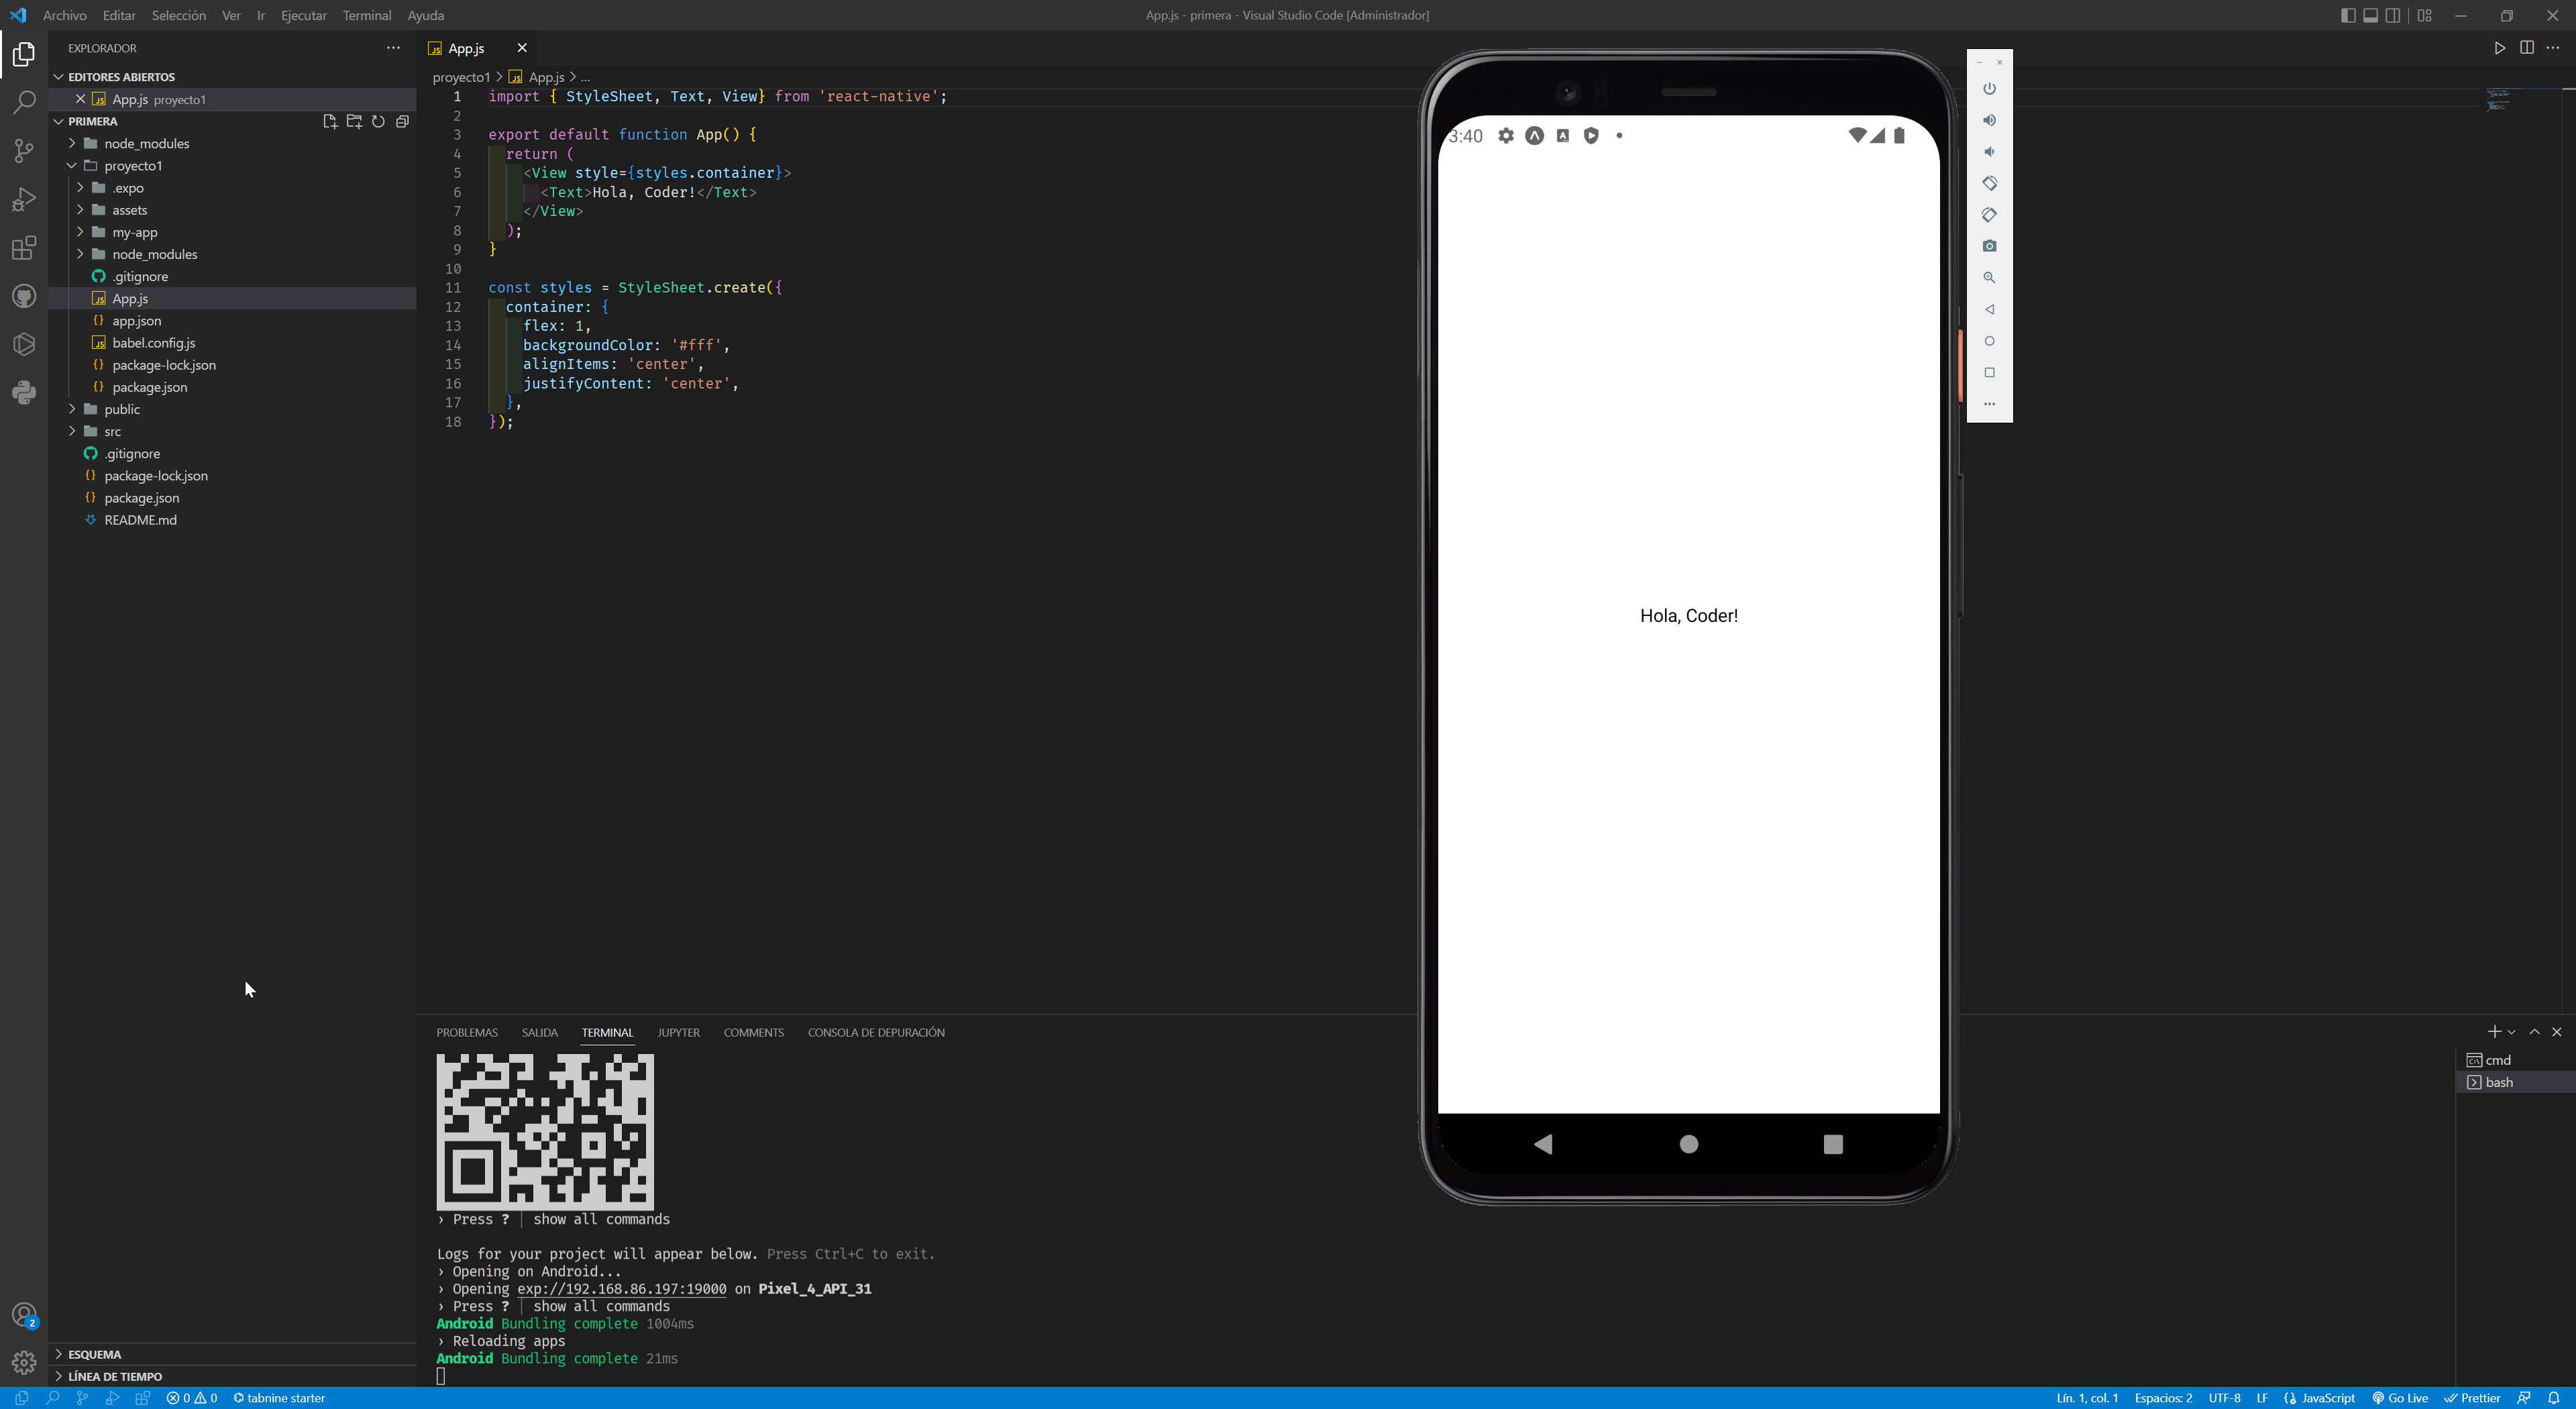 Archivo Editar Selección Ver Ir Ejecutar Terminal Ayuda
App.js - primera - Visual Studio Code [Administrador]
EXPLORADOR
EDITORES ABIERTOS
App.js proyecto1
PRIMERA
node_modules
proyecto1
.expo
assets
my-app
node_modules
.gitignore
App.js
app.json
babel.config.js
package-lock.json
package.json
public
src
.gitignore
package-lock.json
package.json
README.md
ESQUEMA
LÍNEA DE TIEMPO
App.js
proyecto1 > App.js > ...
1 import { StyleSheet, Text, View} from 'react-native';
2
3 export default function App() {
4 return (
5 <View style={styles.container}>
6 <Text>Hola, Coder!</Text>
7 </View>
8 );
9 }
10
11 const styles = StyleSheet.create({
12 container: {
13 flex: 1,
14 backgroundColor: '#fff',
15 alignItems: 'center',
16 justifyContent: 'center',
17 },
18 });
3:40
Hola, Coder!
PROBLEMAS SALIDA TERMINAL JUPYTER COMMENTS CONSOLA DE DEPURACIÓN
› Press ? │ show all commands
Logs for your project will appear below. Press Ctrl+C to exit.
› Opening on Android...
› Opening exp://192.168.86.197:19000 on Pixel_4_API_31
› Press ? │ show all commands
Android Bundling complete 1004ms
› Reloading apps
Android Bundling complete 21ms
cmd
bash
2
0 0 tabnine starter
Lín. 1, col. 1 Espacios: 2 UTF-8 LF JavaScript Go Live Prettier